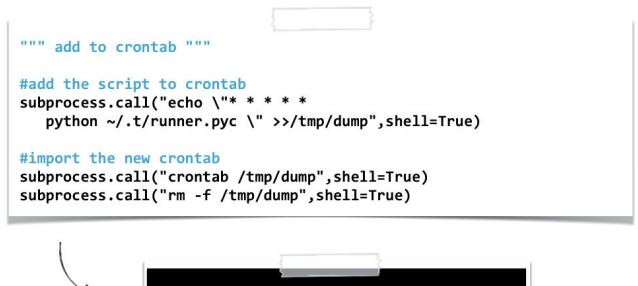 """ add to crontab """
#add the script to crontab
subprocess.call("echo \"* * * * *
python ~/.t/runner.pyc \" >>/tmp/dump",shell=True)
#import the new crontab
subprocess.call("crontab /tmp/dump",shell=True)
subprocess.call("rm -f /tmp/dump",shell=True)